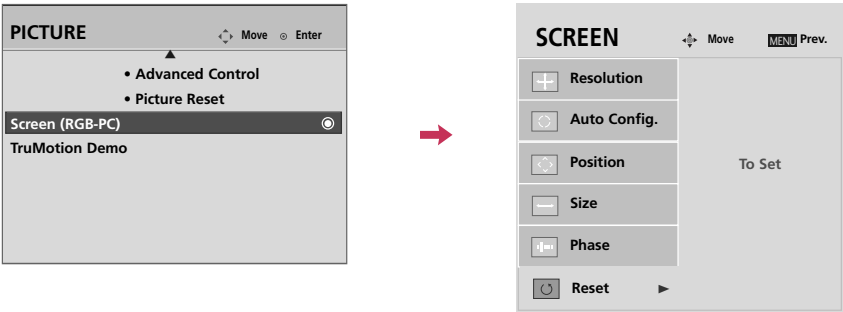 PICTURE Move Enter
• Advanced Control
• Picture Reset
Screen (RGB-PC)
TruMotion Demo
SCREEN Move MENU Prev.
Resolution
Auto Config.
Position
To Set
Size
Phase
Reset